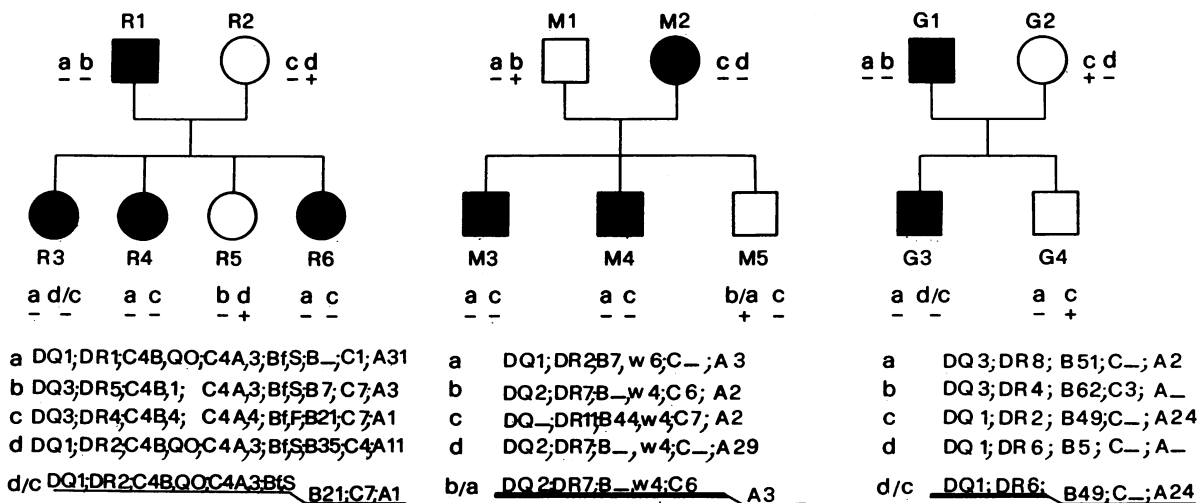 R1 R2 M1 M2 G1 G2
a b c d a b c d a b c d
− − − + − + − − − − + −
R3 R4 R5 R6 M3 M4 M5 G3 G4
a d/c a c b d a c a c a c b/a c a d/c a c
− − − − − + − − − − − − + − − − − +
a DQ1;DR1;C4B,QO;C4A,3;Bf,S;B_;C1;A31
b DQ3;DR5;C4B,1; C4A,3;Bf,S;B7;C7;A3
c DQ3;DR4;C4B,4; C4A,4;Bf,F;B21;C7;A1
d DQ1;DR2;C4B,QO;C4A,3;Bf,S;B35;C4;A11
d/c DQ1;DR2;C4B,QO;C4A,3;Bf,S B21;C7;A1
a DQ1;DR2;B7,w6;C_;A3
b DQ2;DR7;B_,w4;C6; A2
c DQ_;DR11;B44,w4;C7; A2
d DQ2;DR7;B_,w4;C_;A29
b/a DQ2;DR7;B_w4;C6 A3
a DQ3;DR8; B51;C_;A2
b DQ3;DR4; B62;C3; A_
c DQ1;DR2; B49;C_;A24
d DQ1;DR6; B5; C_;A_
d/c DQ1;DR6; B49;C_;A24